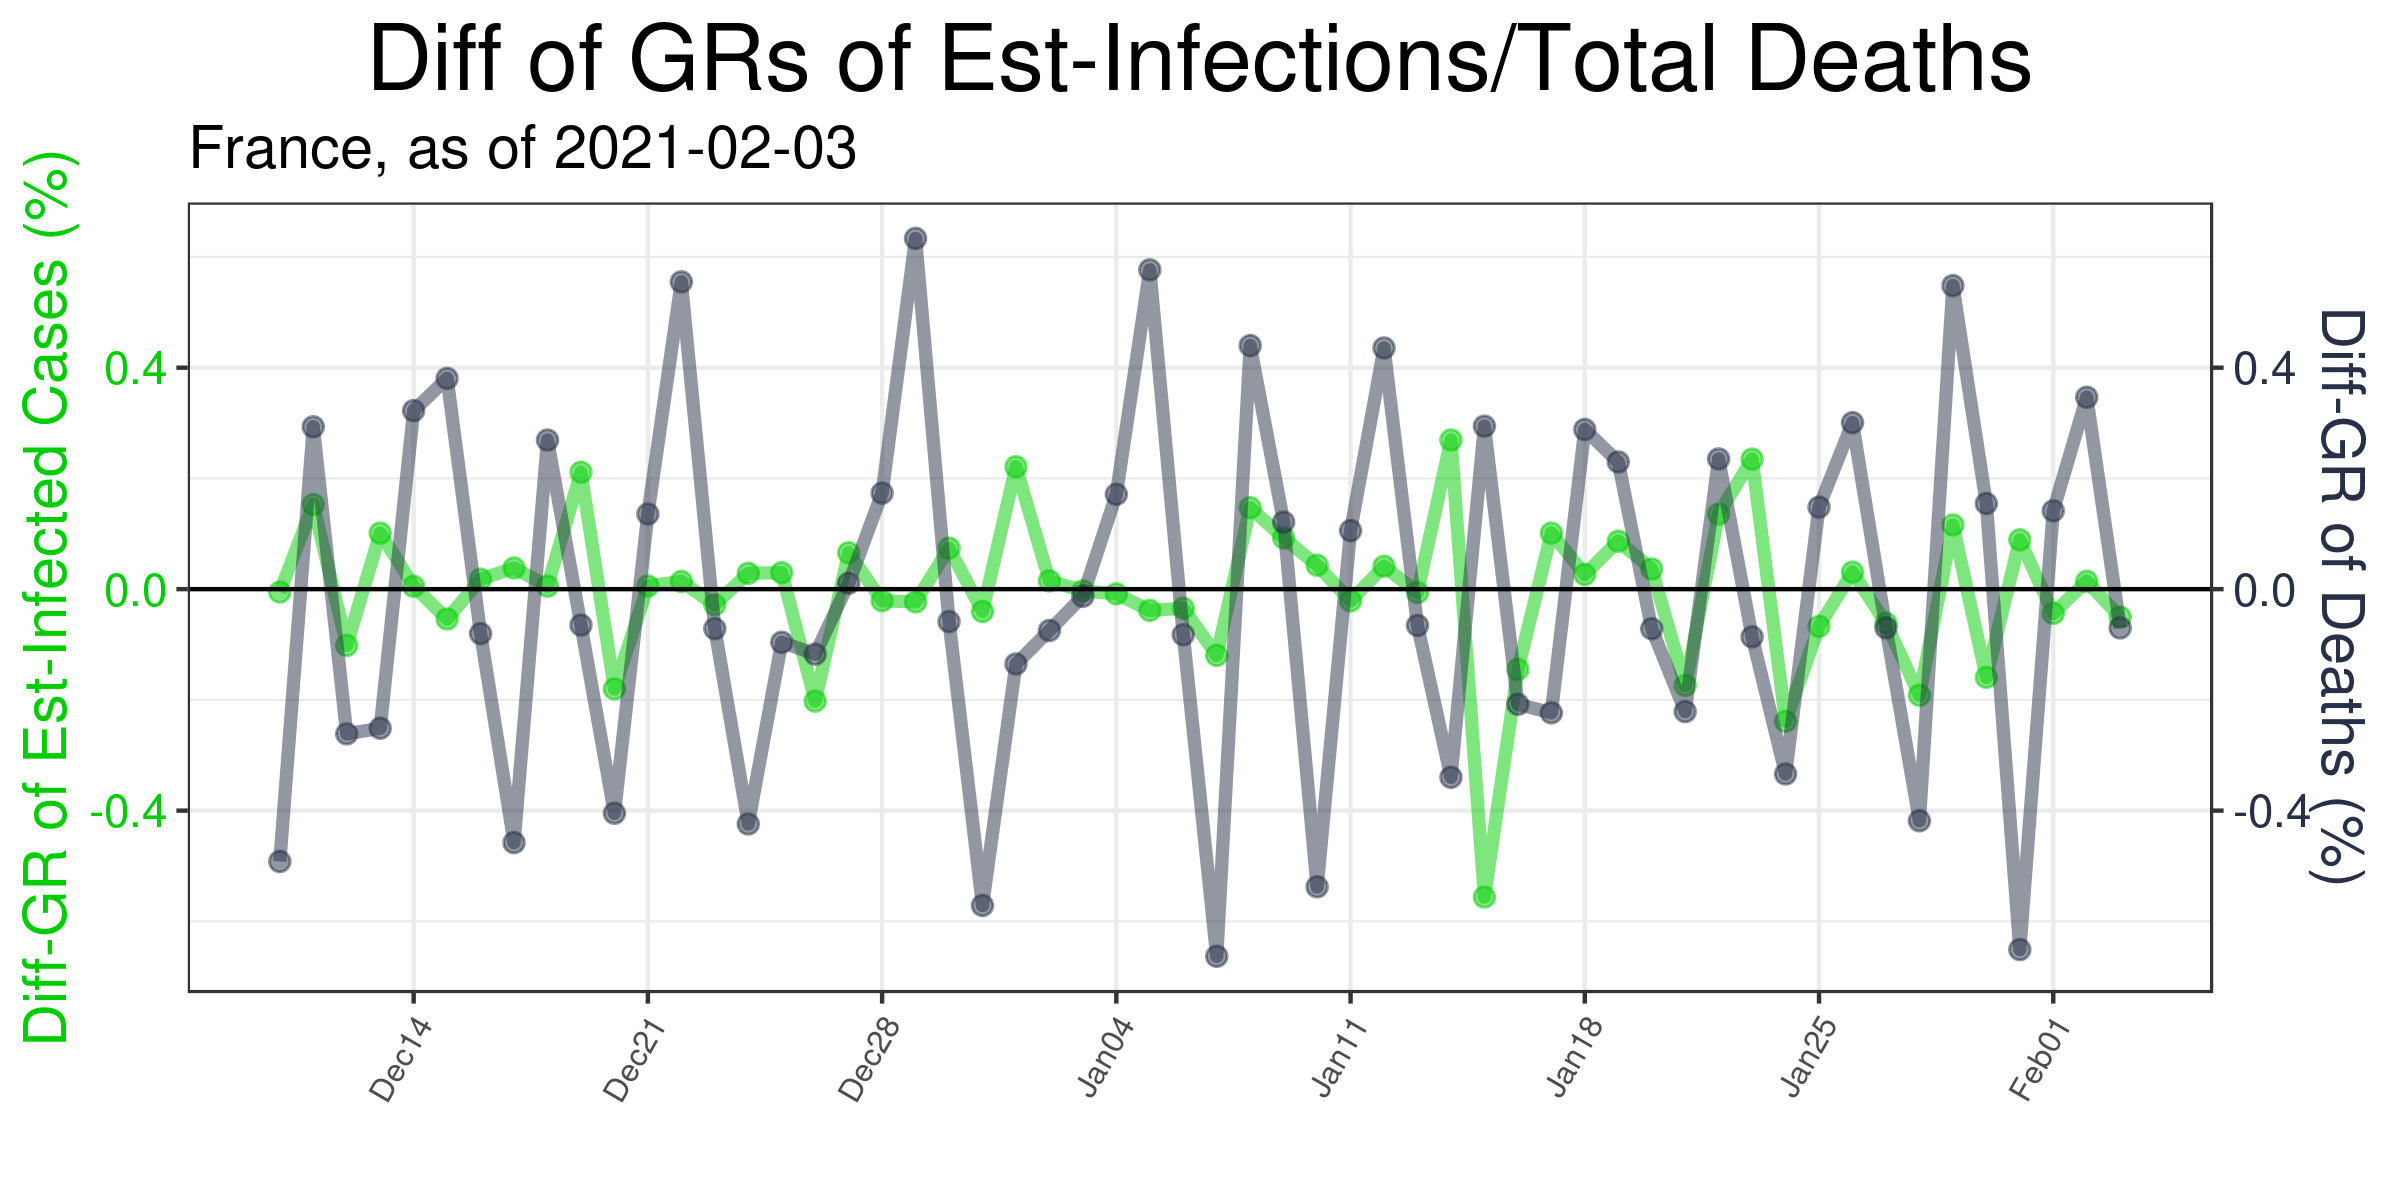 Diff of GRs of Est-Infections/Total Deaths
France, as of 2021-02-03
Diff-GR of Est-Infected Cases (%)
0.4
0.0
-0.4
0.4
0.0
-0.4
Diff-GR of Deaths (%)
Dec14
Dec21
Dec28
Jan04
Jan11
Jan18
Jan25
Feb01